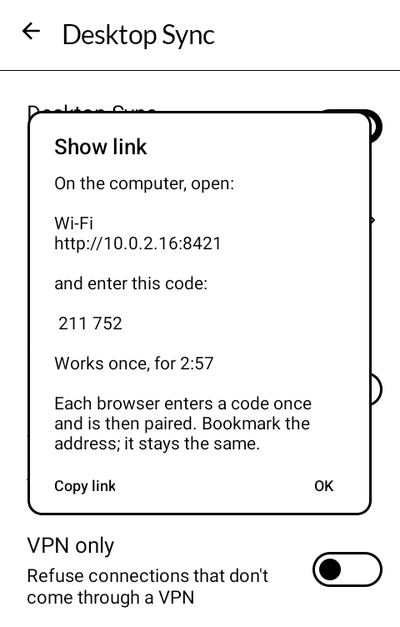 Desktop Sync
Desktop Sync
Show link
On the computer, open:
Wi-Fi
http://10.0.2.16:8421
and enter this code:
211 752
Works once, for 2:57
Each browser enters a code once
and is then paired. Bookmark the
address; it stays the same.
Copy link OK
VPN only
Refuse connections that don't
come through a VPN